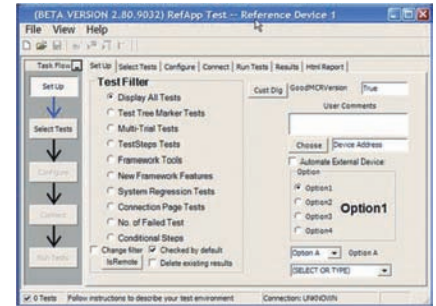 (BETA VERSION 2.80.9032) RefApp Test -- Reference Device 1
File View Help
Task Flow
Set Up Select Tests Configure Connect Run Tests Results Html Report
Set Up
Select Tests
Configure
Connect
Run Tests
Test Filter
Display All Tests
Test Tree Marker Tests
Multi-Trial Tests
TestSteps Tests
Framework Tools
New Framework Features
System Regression Tests
Connection Page Tests
No. of Failed Test
Conditional Steps
Change filter Checked by default
IsRemote Delete existing results
Cust Dlg GoodMCRVersion True
User Comments
Choose Device Address
Automate External Device
Option
Option1
Option2
Option3
Option4
Option1
Option A Option A
(SELECT OR TYPE)
0 Tests Follow instructions to describe your test environment Connection: UNKNOWN